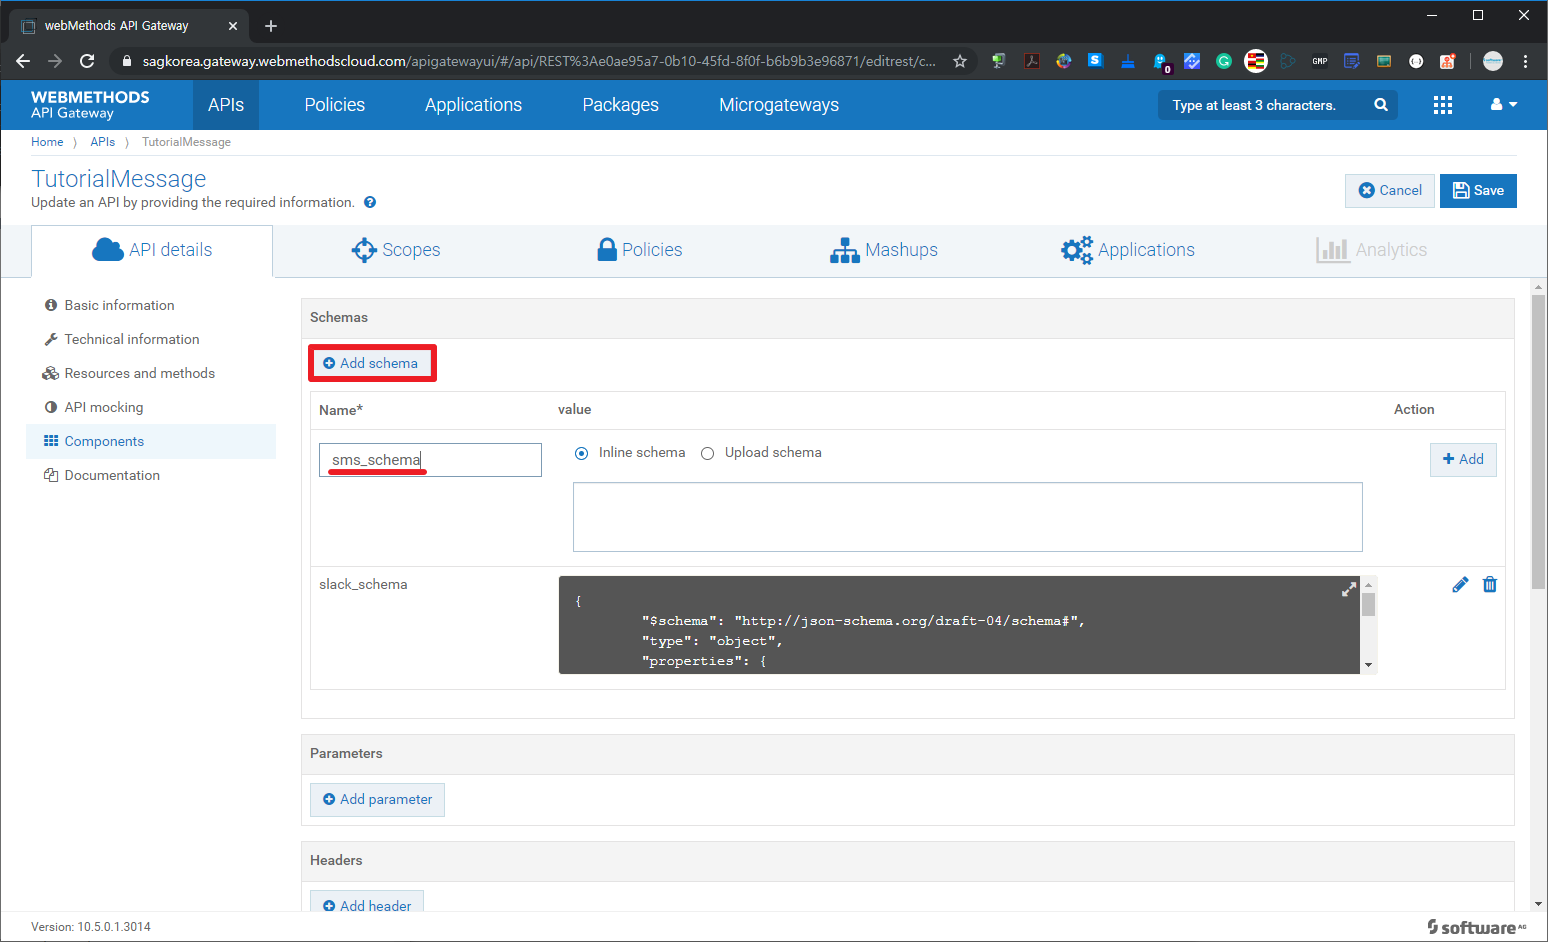 webMethods API Gateway
sagkorea.gateway.webmethodscloud.com/apigatewayui/#/api/REST%3Ae0ae95a7-0b10-45fd-8f0f-b6b9b3e96871/editrest/c...
S
0
G
GMP
WEBMETHODS
API Gateway
APIs Policies Applications Packages Microgateways
Type at least 3 characters.
Home APIs TutorialMessage
TutorialMessage
Update an API by providing the required information.
Cancel Save
API details Scopes Policies Mashups Applications Analytics
Basic information
Technical information
Resources and methods
API mocking
Components
Documentation
Schemas
Add schema
Name* value Action
sms_schema
Inline schema Upload schema
Add
slack_schema
{
"$schema": "http://json-schema.org/draft-04/schema#",
"type": "object",
"properties": {
Parameters
Add parameter
Headers
Add header
Version: 10.5.0.1.3014
software AG